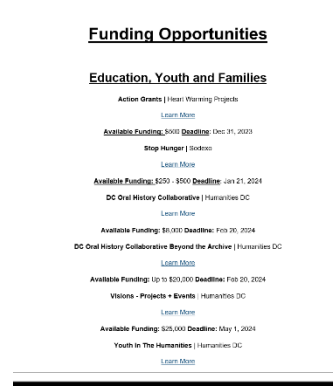 Funding Opportunities
Education, Youth and Families
Action Grants | Heart Warming Projects
Learn More
Available Funding: $500 Deadline: Dec 31, 2023
Stop Hunger | Sodexo
Learn More
Available Funding: $250 - $500 Deadline: Jan 21, 2024
DC Oral History Collaborative | Humanities DC
Learn More
Available Funding: $8,000 Deadline: Feb 20, 2024
DC Oral History Collaborative Beyond the Archive | Humanities DC
Learn More
Available Funding: Up to $20,000 Deadline: Feb 20, 2024
Visions - Projects + Events | Humanities DC
Learn More
Available Funding: $25,000 Deadline: May 1, 2024
Youth In The Humanities | Humanities DC
Learn More